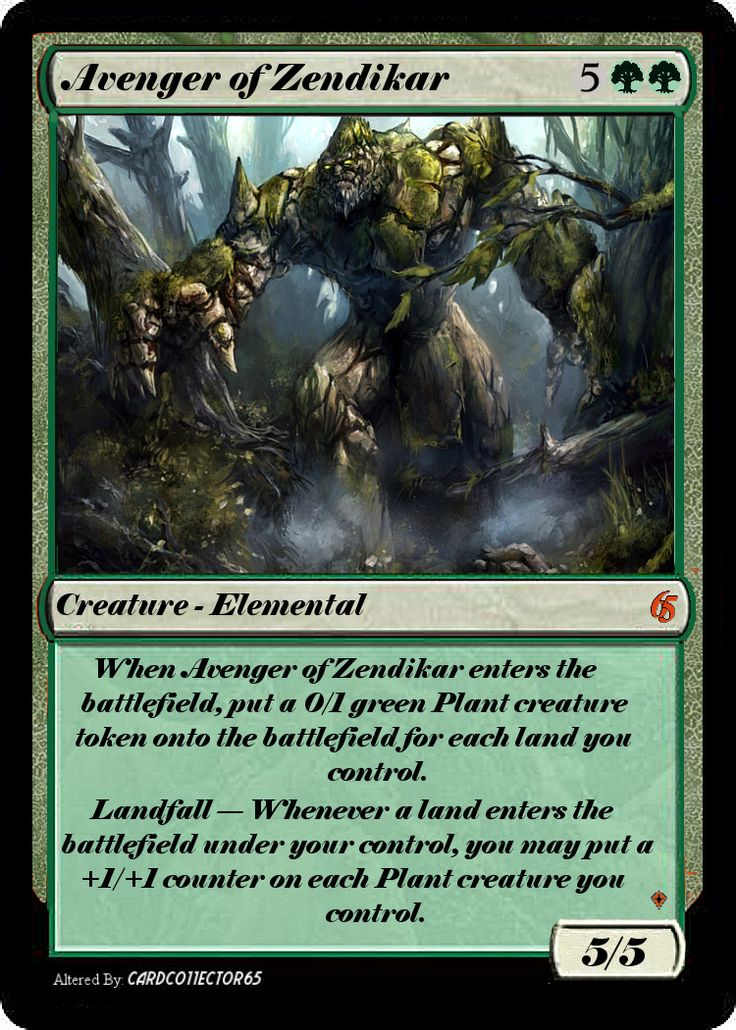 Avenger of Zendikar 5
Creature - Elemental
65
When Avenger of Zendikar enters the
battlefield, put a 0/1 green Plant creature
token onto the battlefield for each land you
control.
Landfall — Whenever a land enters the
battlefield under your control, you may put a
+1/+1 counter on each Plant creature you
control.
5/5
Altered By: CARDCO11ECTOR65